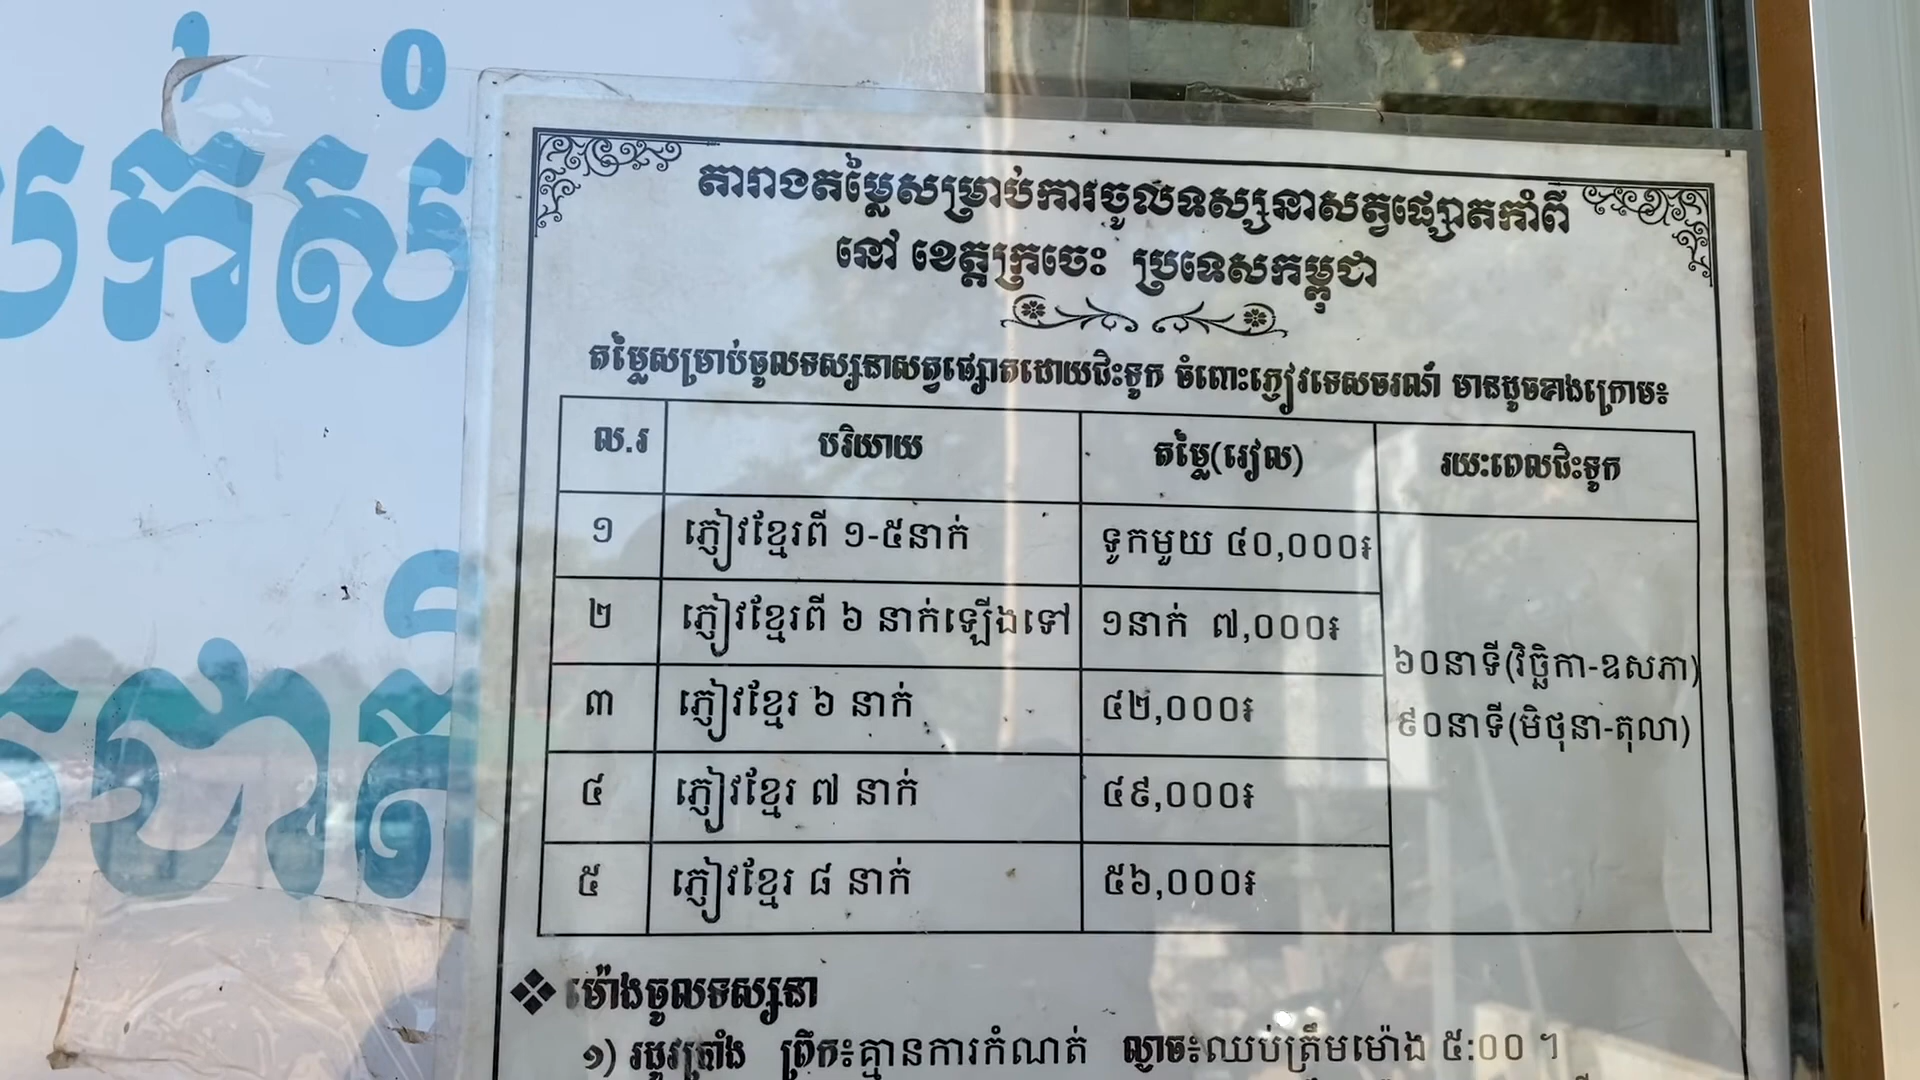 តារាងតម្លៃសម្រាប់ការចូលទស្សនាសត្វផ្សោតកាំពី
នៅ ខេត្តក្រចេះ ប្រទេសកម្ពុជា
តម្លៃសម្រាប់ចូលទស្សនាសត្វផ្សោតដោយជិះទូក ចំពោះភ្ញៀវទេសចរណ៍ មានដូចខាងក្រោម៖
ល.រ បរិយាយ តម្លៃ(រៀល) រយៈពេលជិះទូក
១ ភ្ញៀវខ្មែរពី ១-៥នាក់ ទូកមួយ ៤០,០០០៛
២ ភ្ញៀវខ្មែរពី ៦ នាក់ឡើងទៅ ១នាក់ ៧,០០០៛
៦០នាទី(វិច្ឆិកា-ឧសភា)
៩០នាទី(មិថុនា-តុលា)
៣ ភ្ញៀវខ្មែរ ៦ នាក់ ៤២,០០០៛
៤ ភ្ញៀវខ្មែរ ៧ នាក់ ៤៩,០០០៛
៥ ភ្ញៀវខ្មែរ ៨ នាក់ ៥៦,០០០៛
❖ ម៉ោងចូលទស្សនា
១) រដូវប្រាំង ព្រឹក៖គ្មានការកំណត់ ល្ងាច៖ឈប់ត្រឹមម៉ោង ៥:០០ ។